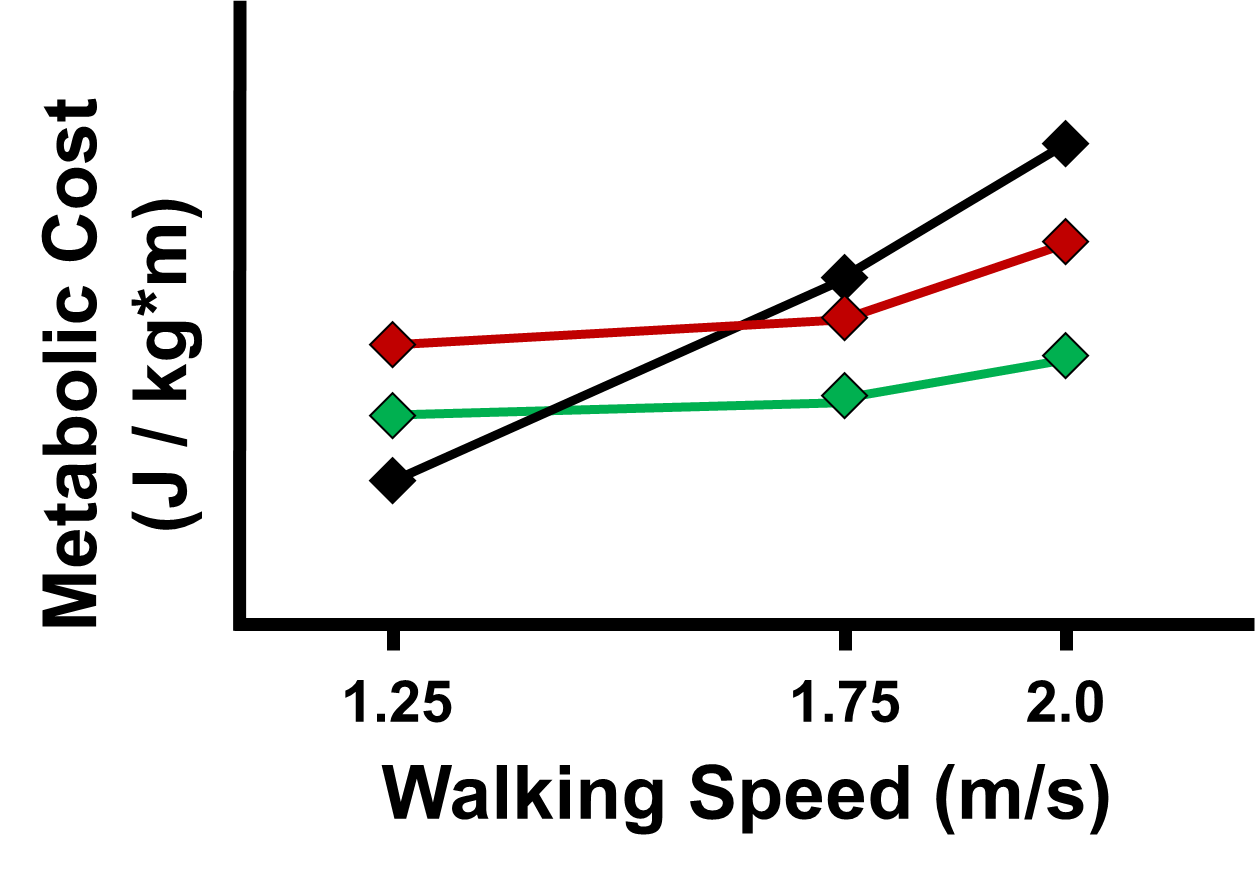 Metabolic Cost
(J / kg*m)
1.25
1.75
2.0
Walking Speed (m/s)